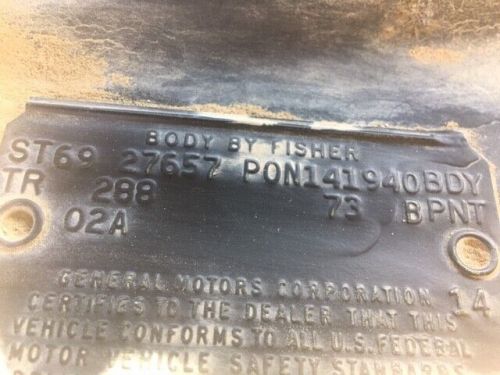 BODY BY FISHER
ST69 27657 PON141940BDY
TR 288 73 BPNT
02A
GENERAL MOTORS CORPORATION 14
CERTIFIES TO THE DEALER THAT THIS
VEHICLE CONFORMS TO ALL U.S. FEDERAL
MOTOR VEHICLE SAFETY STANDARDS